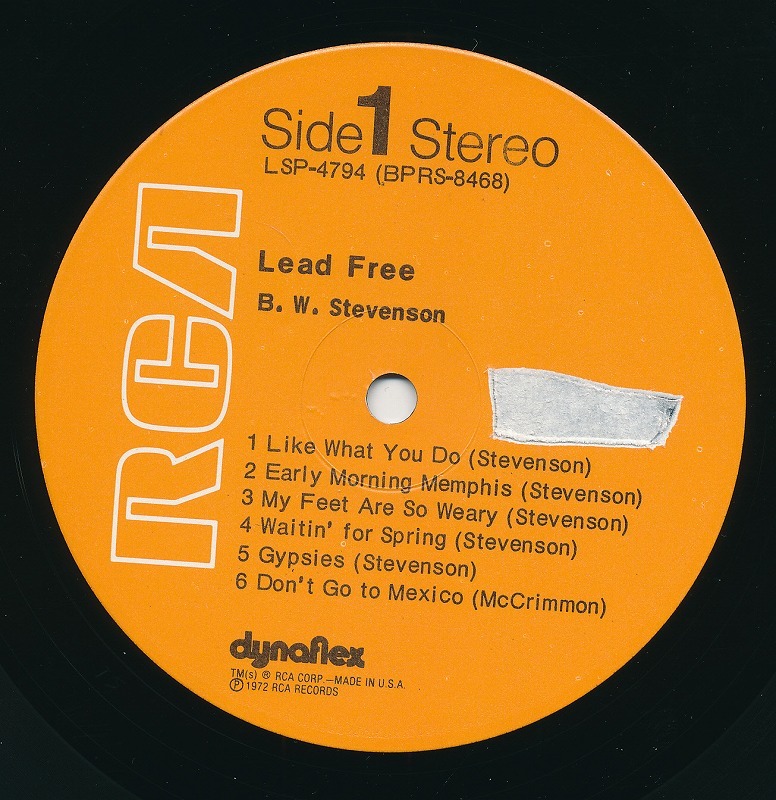 Side 1 Stereo
LSP-4794 (BPRS-8468)
RCA
Lead Free
B. W. Stevenson
1 Like What You Do (Stevenson)
2 Early Morning Memphis (Stevenson)
3 My Feet Are So Weary (Stevenson)
4 Waitin' for Spring (Stevenson)
5 Gypsies (Stevenson)
6 Don't Go to Mexico (McCrimmon)
dynaflex
TM(s) ® RCA CORP.—MADE IN U.S.A.
℗ 1972 RCA RECORDS